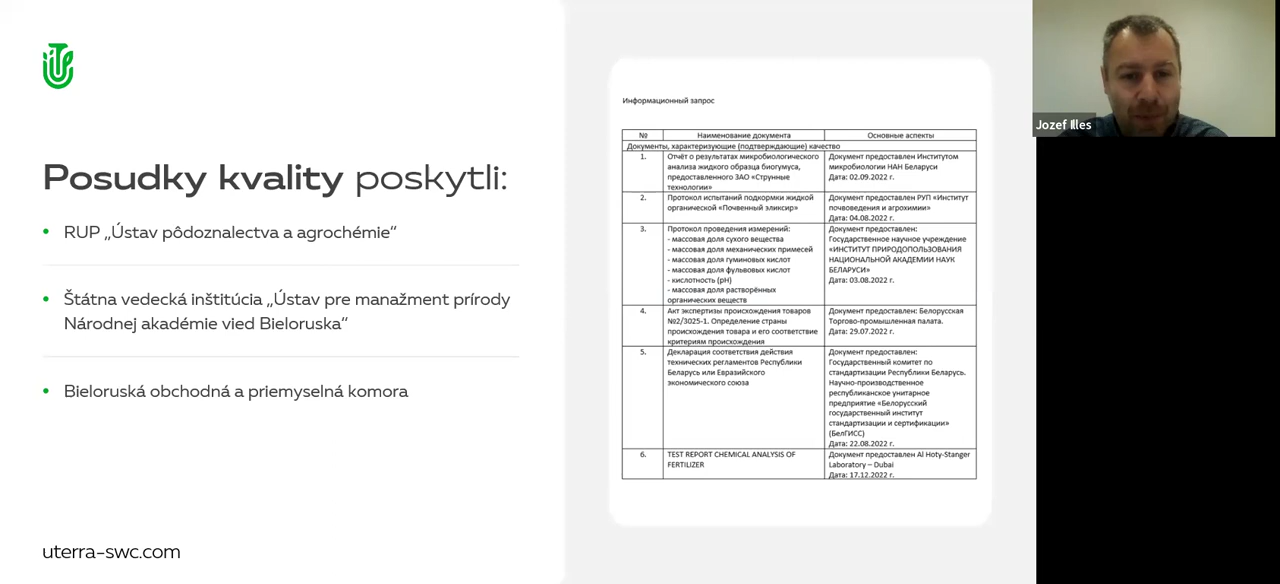 Posudky kvality poskytli:
• RUP „Ústav pôdoznalectva a agrochémie“
• Štátna vedecká inštitúcia „Ústav pre manažment prírody
Národnej akadémie vied Bieloruska“
• Bieloruská obchodná a priemyselná komora
uterra-swc.com
Информационный запрос
№ Наименование документа Основные аспекты
Документы, характеризующие (подтверждающие) качество
1. Отчёт о результатах микробиологического
анализа жидкого образца биогумуса,
предоставленного ЗАО «Струнные
технологии»
Документ предоставлен Институтом
микробиологии НАН Беларуси
Дата: 02.09.2022 г.
2. Протокол испытаний подкормки жидкой
органической «Почвенный эликсир»
Документ предоставлен РУП «Институт
почвоведения и агрохимии»
Дата: 04.08.2022 г.
3. Протокол проведения измерений:
- массовая доля сухого вещества
- массовая доля механических примесей
- массовая доля гуминовых кислот
- массовая доля фульвовых кислот
- кислотность (pH)
- массовая доля растворённых
органических веществ
Документ предоставлен:
Государственное научное учреждение
«ИНСТИТУТ ПРИРОДОПОЛЬЗОВАНИЯ
НАЦИОНАЛЬНОЙ АКАДЕМИИ НАУК
БЕЛАРУСИ»
Дата: 03.08.2022 г.
4. Акт экспертизы происхождения товаров
№2/3025-1. Определение страны
происхождения товара и его соответствие
критериям происхождения
Документ предоставлен: Белорусская
Торгово-промышленная палата.
Дата: 29.07.2022 г.
5. Декларация соответствия действия
технических регламентов Республики
Беларусь или Евразийского
экономического союза
Документ предоставлен:
Государственный комитет по
стандартизации Республики Беларусь.
Научно-производственное
республиканское унитарное
предприятие «Белорусский
государственный институт
стандартизации и сертификации»
(БелГИСС)
Дата: 22.08.2022 г.
6. TEST REPORT CHEMICAL ANALYSIS OF
FERTILIZER
Документ предоставлен Al Hoty-Stanger
Laboratory – Dubai
Дата: 17.12.2022 г.
Jozef Illes